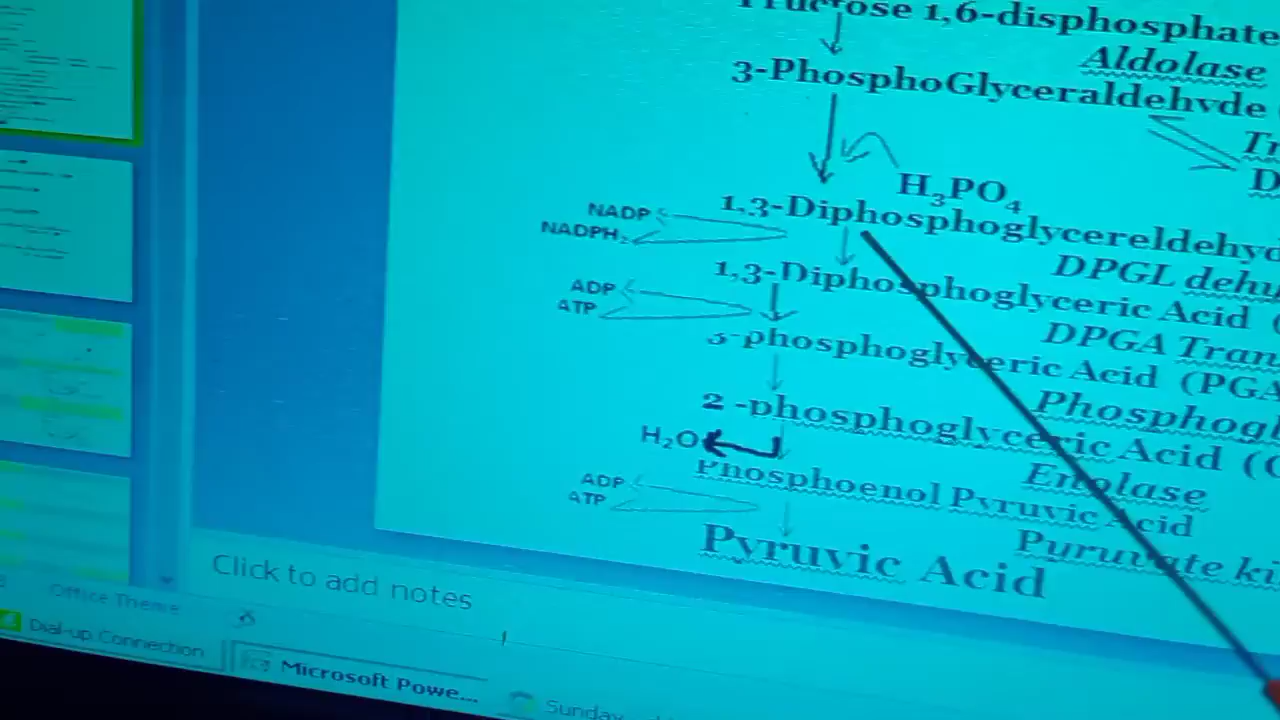 Fructose 1,6-disphosphate
Aldolase
3-PhosphoGlyceraldehyde
H3PO4
1,3-Diphosphoglycereldehyd
NADP
NADPH2
DPGL dehy
1,3-Diphosphoglyceric Acid (
ADP
ATP
DPGA Tran
3-phosphoglyceric Acid (PGA
Phosphogl
2 -phosphoglyceric Acid (
H2O
Enolase
Phosphoenol Pyruvic Acid
ADP
ATP
Pyruvate ki
Pyruvic Acid
Click to add notes
Office Theme
Dial-up Connection
Microsoft Powe...
Sunday